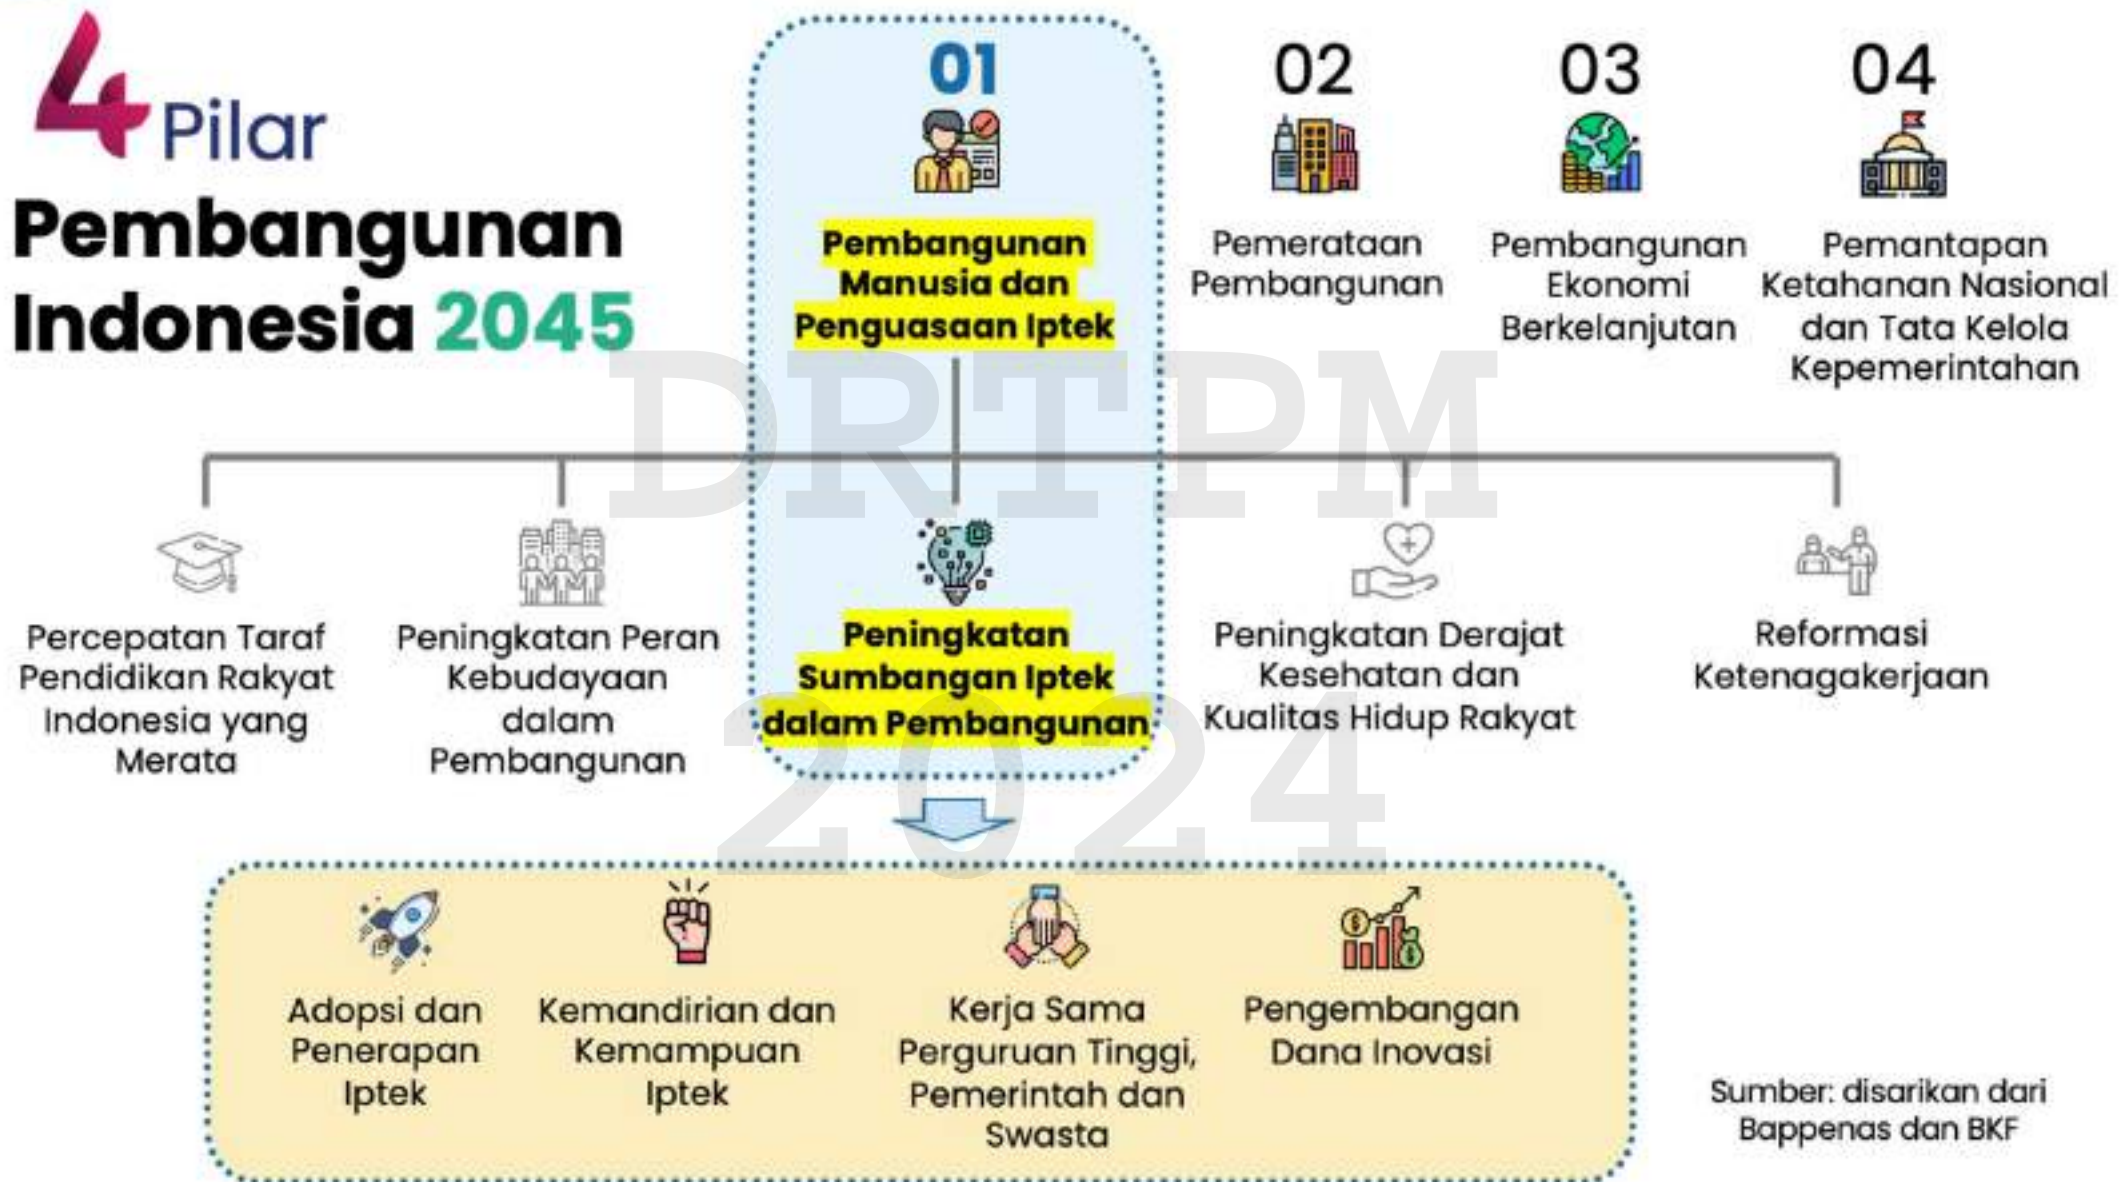 4 Pilar
Pembangunan
Indonesia 2045
01
Pembangunan
Manusia dan
Penguasaan Iptek
02
Pemerataan
Pembangunan
03
Pembangunan
Ekonomi
Berkelanjutan
04
Pemantapan
Ketahanan Nasional
dan Tata Kelola
Kepemerintahan
DRTPM
2024
Percepatan Taraf
Pendidikan Rakyat
Indonesia yang
Merata
Peningkatan Peran
Kebudayaan
dalam
Pembangunan
Peningkatan
Sumbangan Iptek
dalam Pembangunan
Peningkatan Derajat
Kesehatan dan
Kualitas Hidup Rakyat
Reformasi
Ketenagakerjaan
Adopsi dan
Penerapan
Iptek
Kemandirian dan
Kemampuan
Iptek
Kerja Sama
Perguruan Tinggi,
Pemerintah dan
Swasta
Pengembangan
Dana Inovasi
Sumber: disarikan dari
Bappenas dan BKF